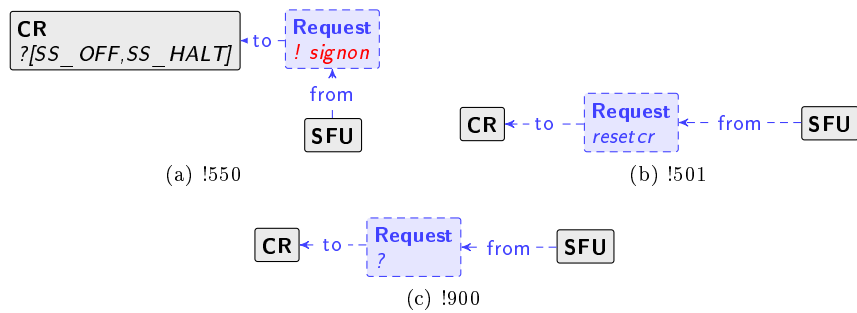 CR
?[SS_OFF,SS_HALT]
to
Request
! signon
from
SFU
(a) !550
CR
to
Request
resetcr
from
SFU
(b) !501
CR
to
Request
?
from
SFU
(c) !900